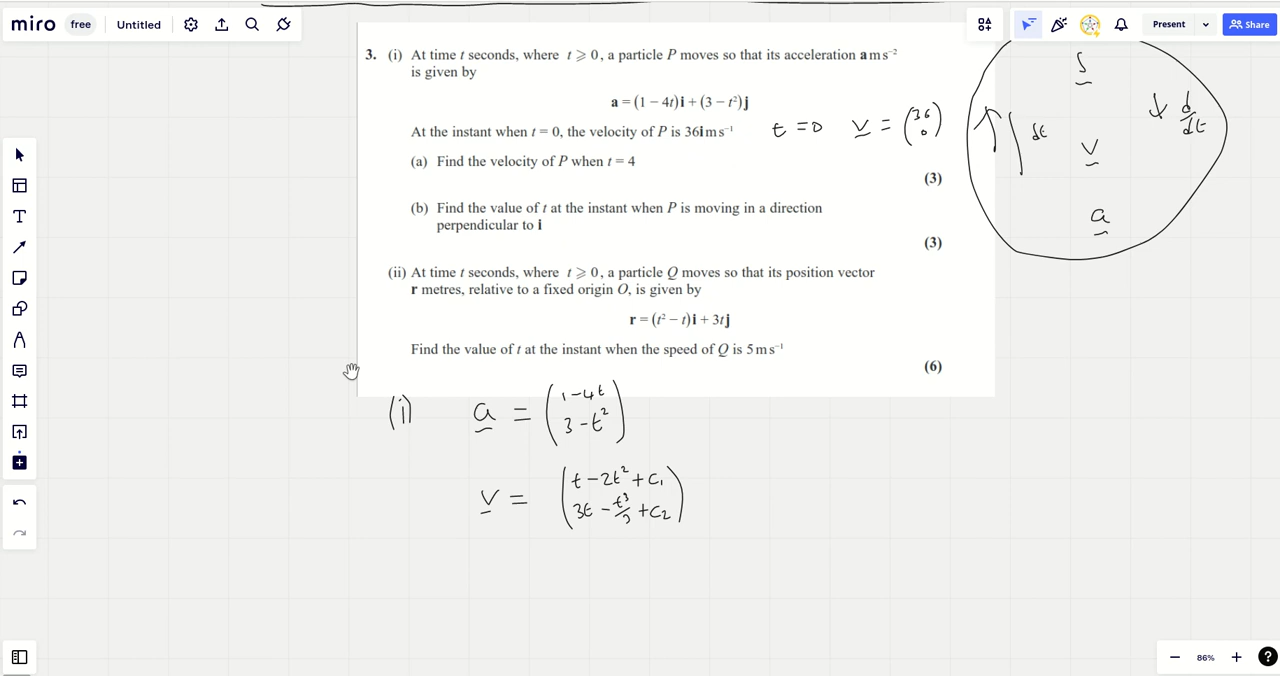 miro free Untitled Present Share
3. (i) At time t seconds, where t ⩾ 0, a particle P moves so that its acceleration a m s⁻²
is given by
a = (1 − 4t)i + (3 − t²)j
At the instant when t = 0, the velocity of P is 36i m s⁻¹
t = 0 v = (36 0)
(a) Find the velocity of P when t = 4
(3)
(b) Find the value of t at the instant when P is moving in a direction
perpendicular to i
(3)
(ii) At time t seconds, where t ⩾ 0, a particle Q moves so that its position vector
r metres, relative to a fixed origin O, is given by
r = (t² − t)i + 3tj
Find the value of t at the instant when the speed of Q is 5 m s⁻¹
(6)
s
↓ d/dt
↑ ∫ dt
v
a
(i) a = (1 − 4t
3 − t²)
v = (t − 2t² + C₁
3t − t³/3 + C₂)
− 86% + ?